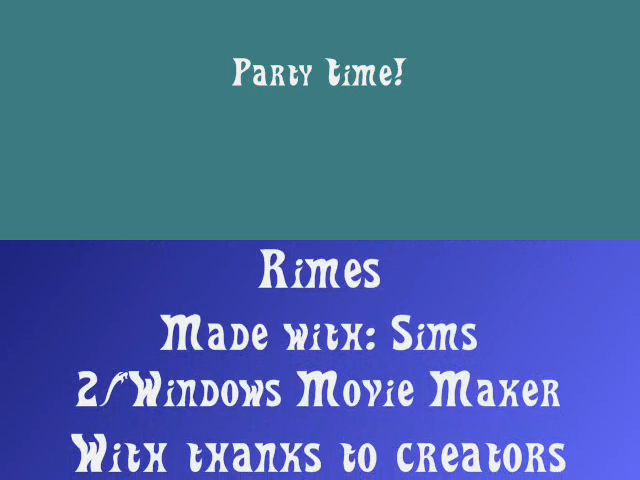 Party Time!
Rimes
Made with: Sims
2/Windows Movie Maker
With thanks to creators